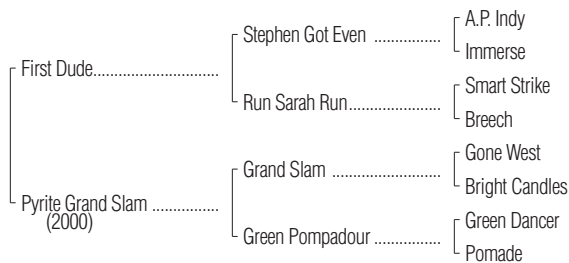 A.P. Indy
Stephen Got Even ................
Immerse
First Dude..............................
Smart Strike
Run Sarah Run......................
Breech
Gone West
Grand Slam ..........................
Bright Candles
Pyrite Grand Slam ................
(2000)
Green Dancer
Green Pompadour ................
Pomade